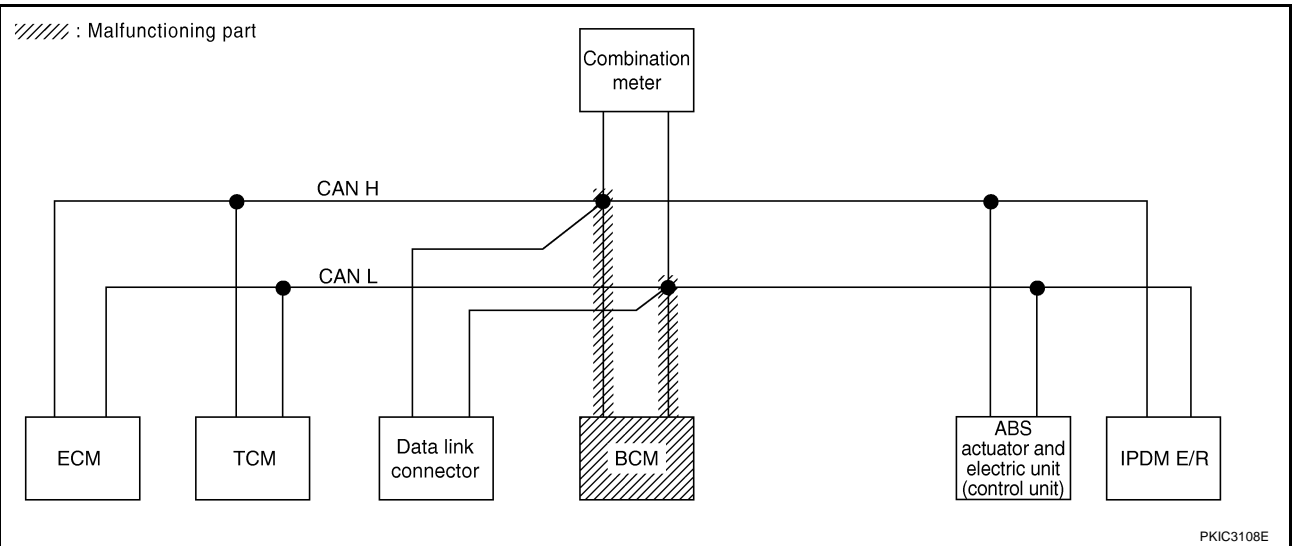 : Malfunctioning part
Combination
meter
CAN H
CAN L
ECM
TCM
Data link
connector
BCM
ABS
actuator and
electric unit
(control unit)
IPDM E/R
PKIC3108E